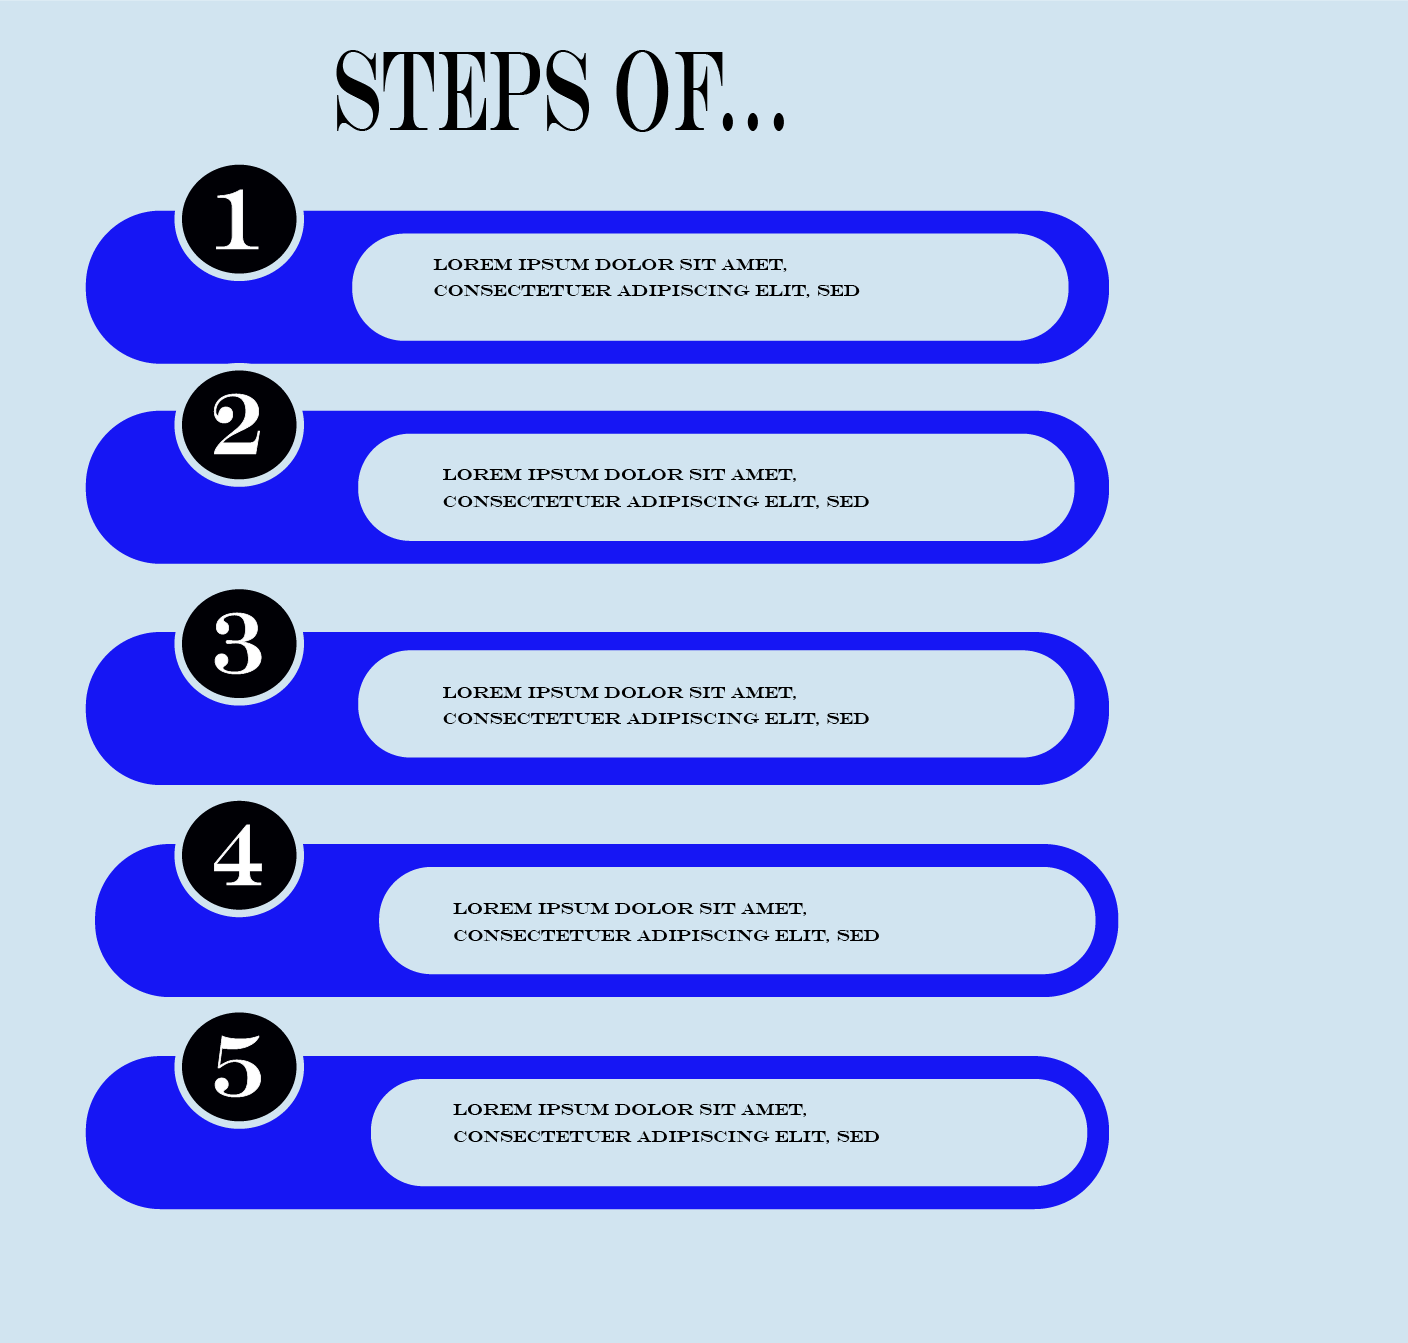 STEPS OF...
1
LOREM IPSUM DOLOR SIT AMET,
CONSECTETUER ADIPISCING ELIT, SED
2
LOREM IPSUM DOLOR SIT AMET,
CONSECTETUER ADIPISCING ELIT, SED
3
LOREM IPSUM DOLOR SIT AMET,
CONSECTETUER ADIPISCING ELIT, SED
4
LOREM IPSUM DOLOR SIT AMET,
CONSECTETUER ADIPISCING ELIT, SED
5
LOREM IPSUM DOLOR SIT AMET,
CONSECTETUER ADIPISCING ELIT, SED